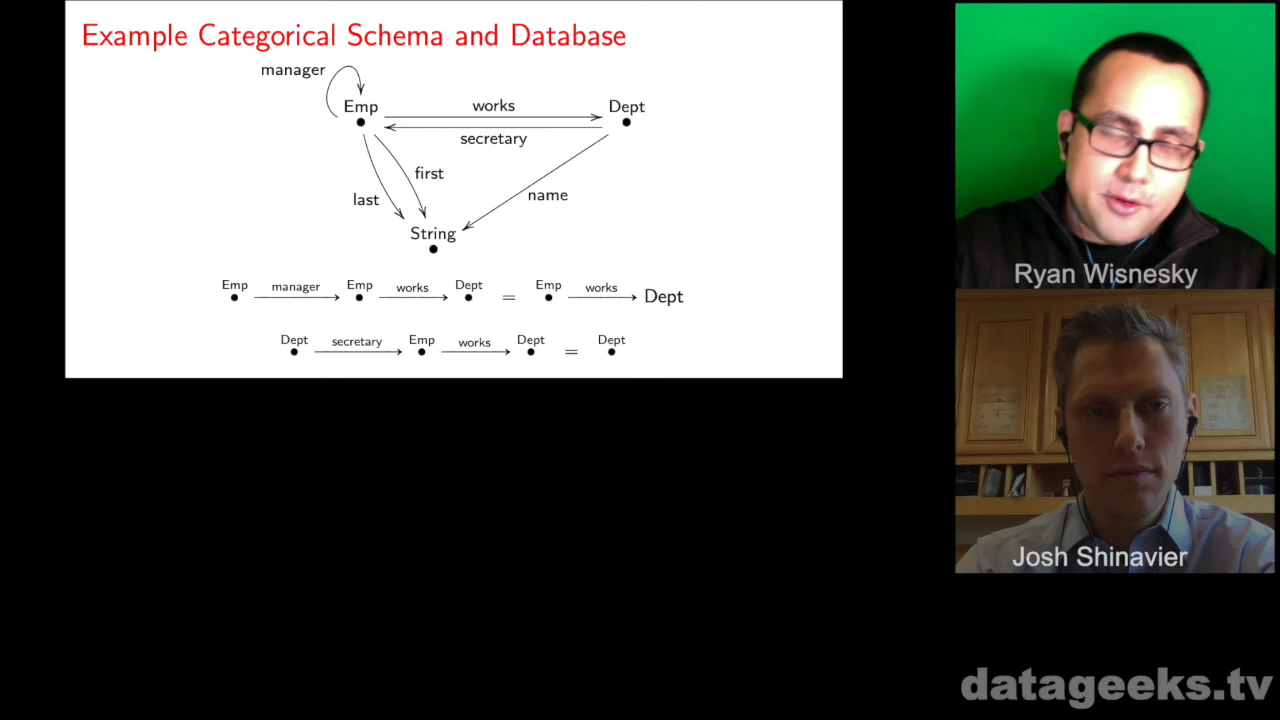 Example Categorical Schema and Database
manager
Emp
works
Dept
secretary
first
last
name
String
Emp manager Emp works Dept = Emp works Dept
Dept secretary Emp works Dept = Dept
Ryan Wisnesky
Josh Shinavier
datageeks.tv